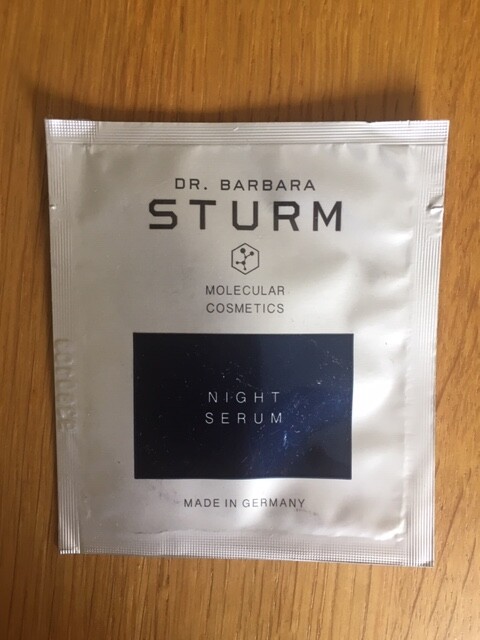 DR. BARBARA
STURM
MOLECULAR
COSMETICS
NIGHT
SERUM
MADE IN GERMANY